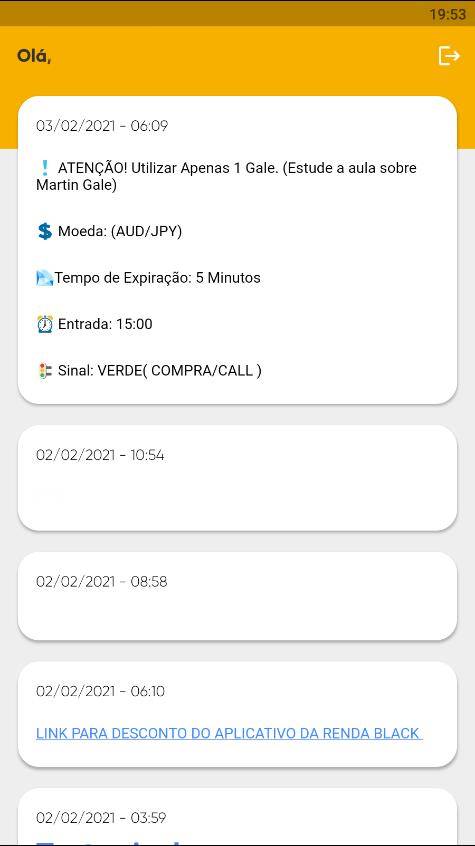 19:53
Olá,
03/02/2021 - 06:09
ATENÇÃO! Utilizar Apenas 1 Gale. (Estude a aula sobre
Martin Gale)
Moeda: (AUD/JPY)
Tempo de Expiração: 5 Minutos
Entrada: 15:00
Sinal: VERDE( COMPRA/CALL )
02/02/2021 - 10:54
02/02/2021 - 08:58
02/02/2021 - 06:10
LINK PARA DESCONTO DO APLICATIVO DA RENDA BLACK
02/02/2021 - 03:59